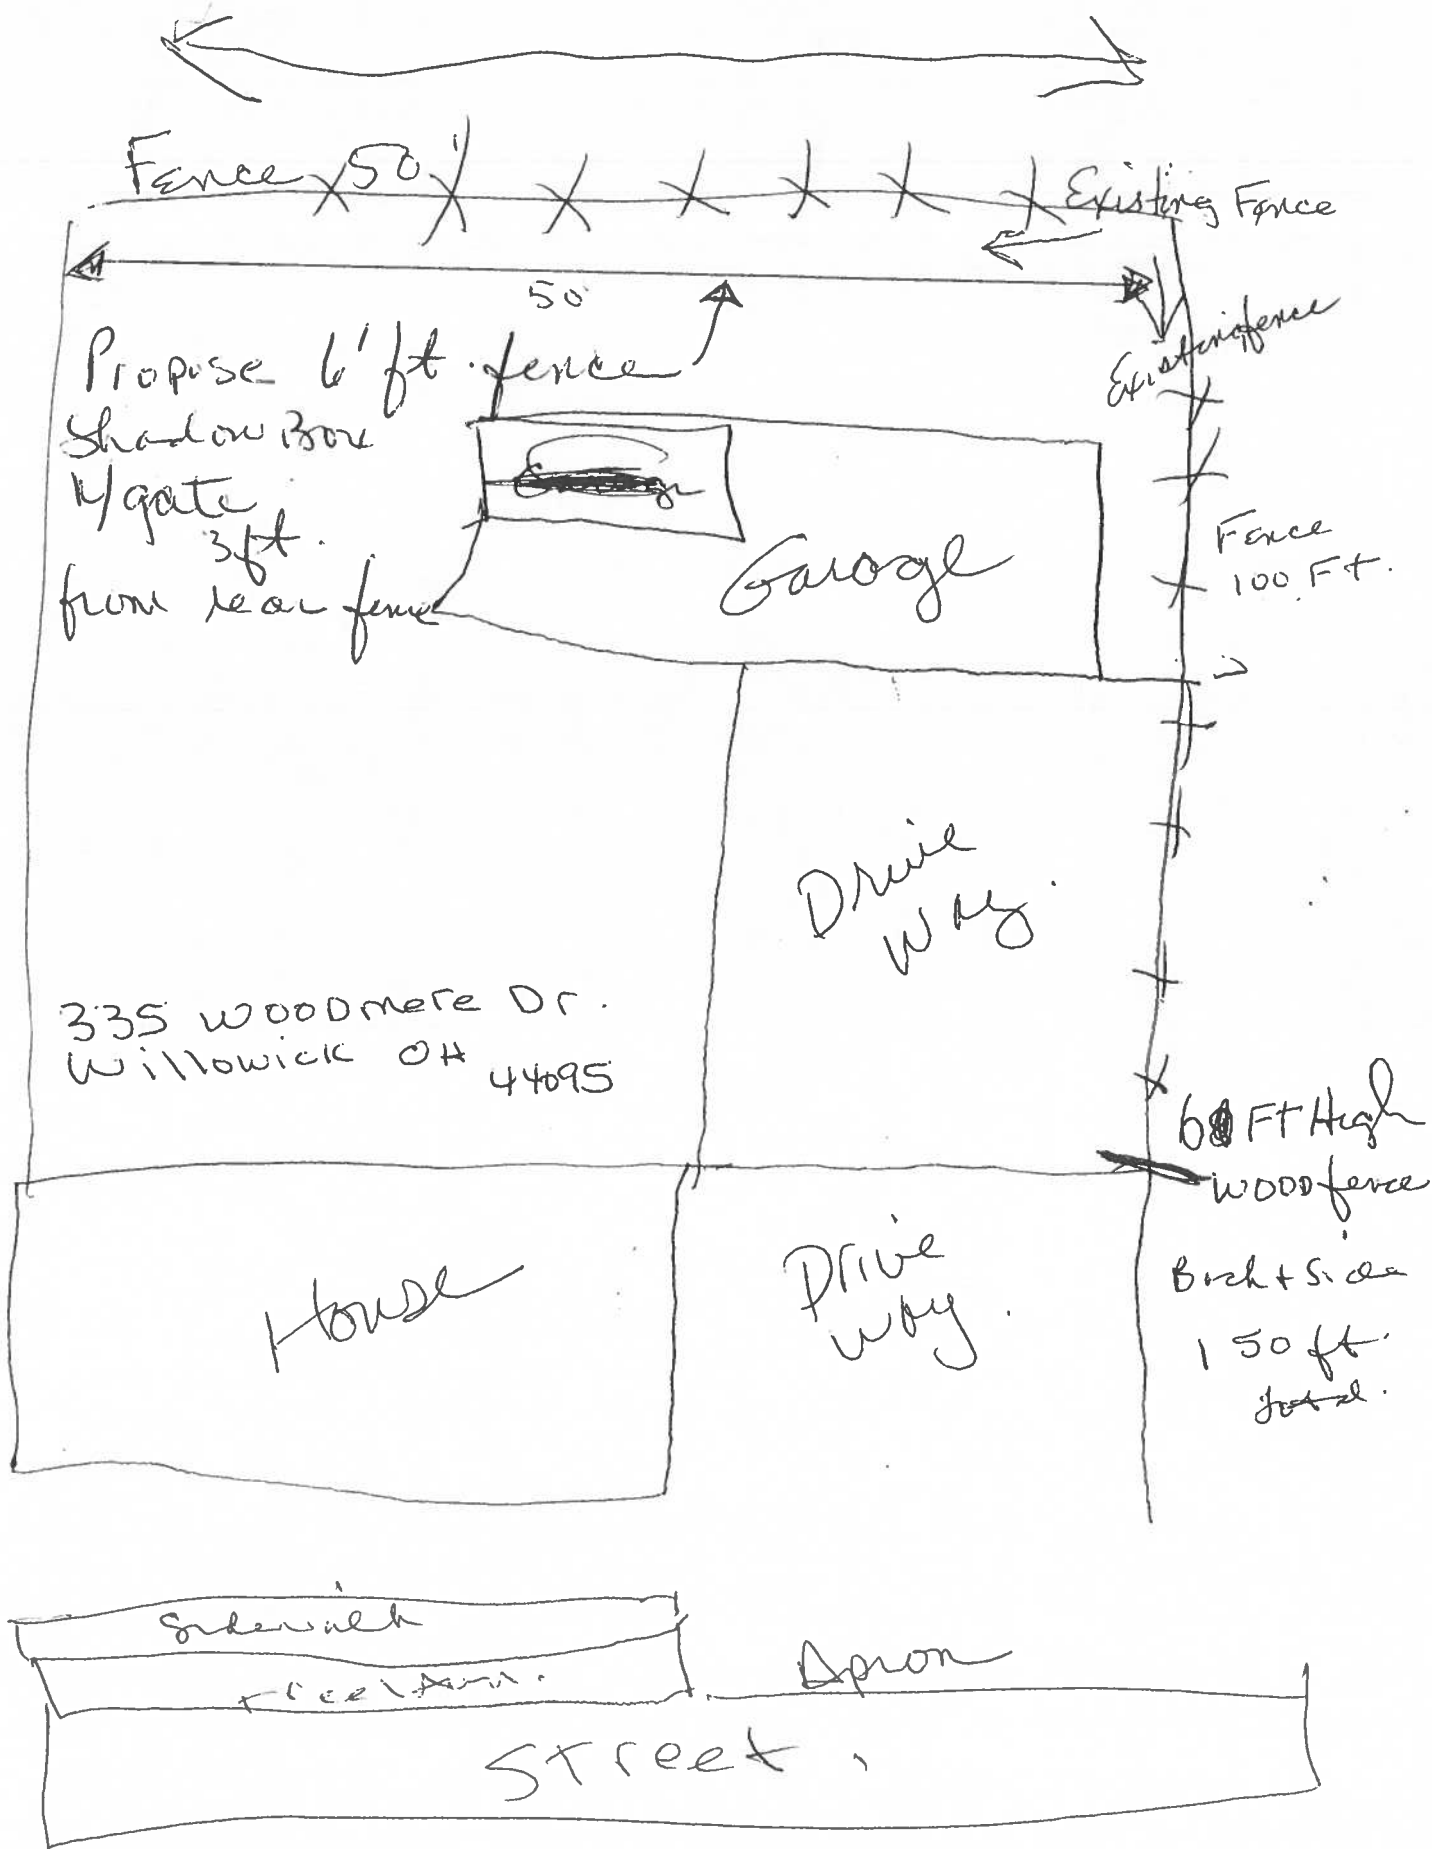 Fence 50'
Existing Fence
50
Propose 6' ft. fence
Shadow Box
w/gate
3ft.
from rear fence
Existing fence
Garage
Fence
100 Ft.
Drive
Way.
335 WOODmere Dr.
Willowick OH
44095
6 Ft High
WOOD fence
Back + Side
150 ft.
total.
House
Drive
Way.
Sidewalk
Treelawn.
Apron
Street.